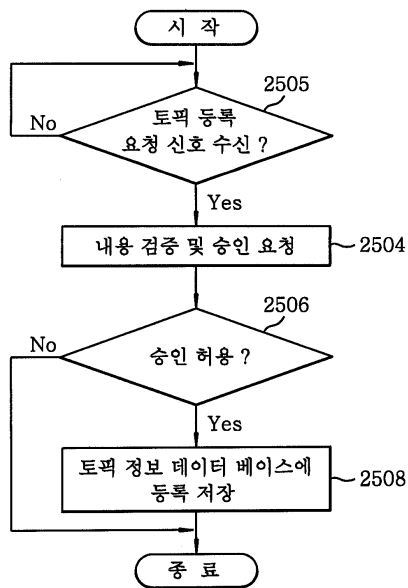 시 작
2505
토픽 등록
요청 신호 수신 ?
No
Yes
내용 검증 및 승인 요청
2504
2506
승인 허용 ?
No
Yes
토픽 정보 데이터 베이스에
등록 저장
2508
종 료